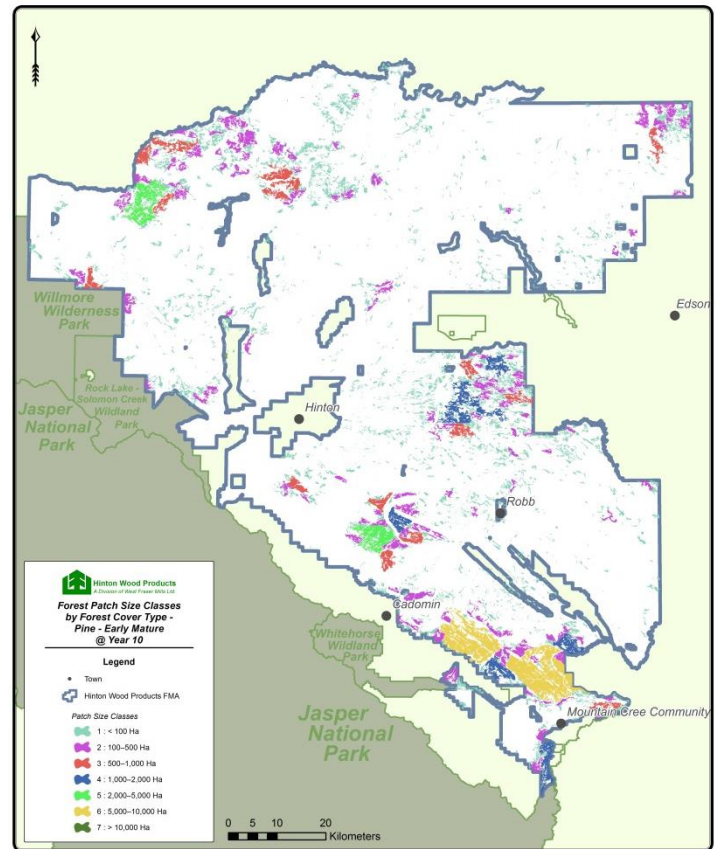 Edson
Willmore
Wilderness
Park
Rock Lake -
Solomon Creek
Wildland
Park
Jasper
National
Park
Hinton
Robb
Cadomin
Whitehorse
Wildland
Park
Mountain Cree Community
Jasper
National
Park
Hinton Wood Products
A Division of West Fraser Mills Ltd.
Forest Patch Size Classes
by Forest Cover Type -
Pine - Early Mature
@ Year 10
Legend
Town
Hinton Wood Products FMA
Patch Size Classes
1 : < 100 Ha
2 : 100–500 Ha
3 : 500–1,000 Ha
4 : 1,000–2,000 Ha
5 : 2,000–5,000 Ha
6 : 5,000–10,000 Ha
7 : > 10,000 Ha
0 5 10 20
Kilometers